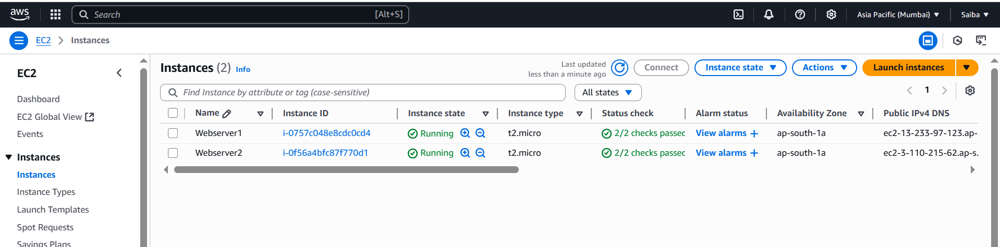 aws
Search [Alt+S]
Asia Pacific (Mumbai)
Saiba
EC2 > Instances
EC2
Dashboard
EC2 Global View
Events
Instances
Instances
Instance Types
Launch Templates
Spot Requests
Savings Plans
Instances (2) Info
Last updated
less than a minute ago
Connect
Instance state
Actions
Launch instances
Find Instance by attribute or tag (case-sensitive)
All states
1
Name Instance ID Instance state Instance type Status check Alarm status Availability Zone Public IPv4 DNS
Webserver1 i-0757c048e8cdc0cd4 Running t2.micro 2/2 checks passed View alarms + ap-south-1a ec2-13-233-97-123.ap-.
Webserver2 i-0f56a4bfc87f770d1 Running t2.micro 2/2 checks passed View alarms + ap-south-1a ec2-3-110-215-62.ap-s.